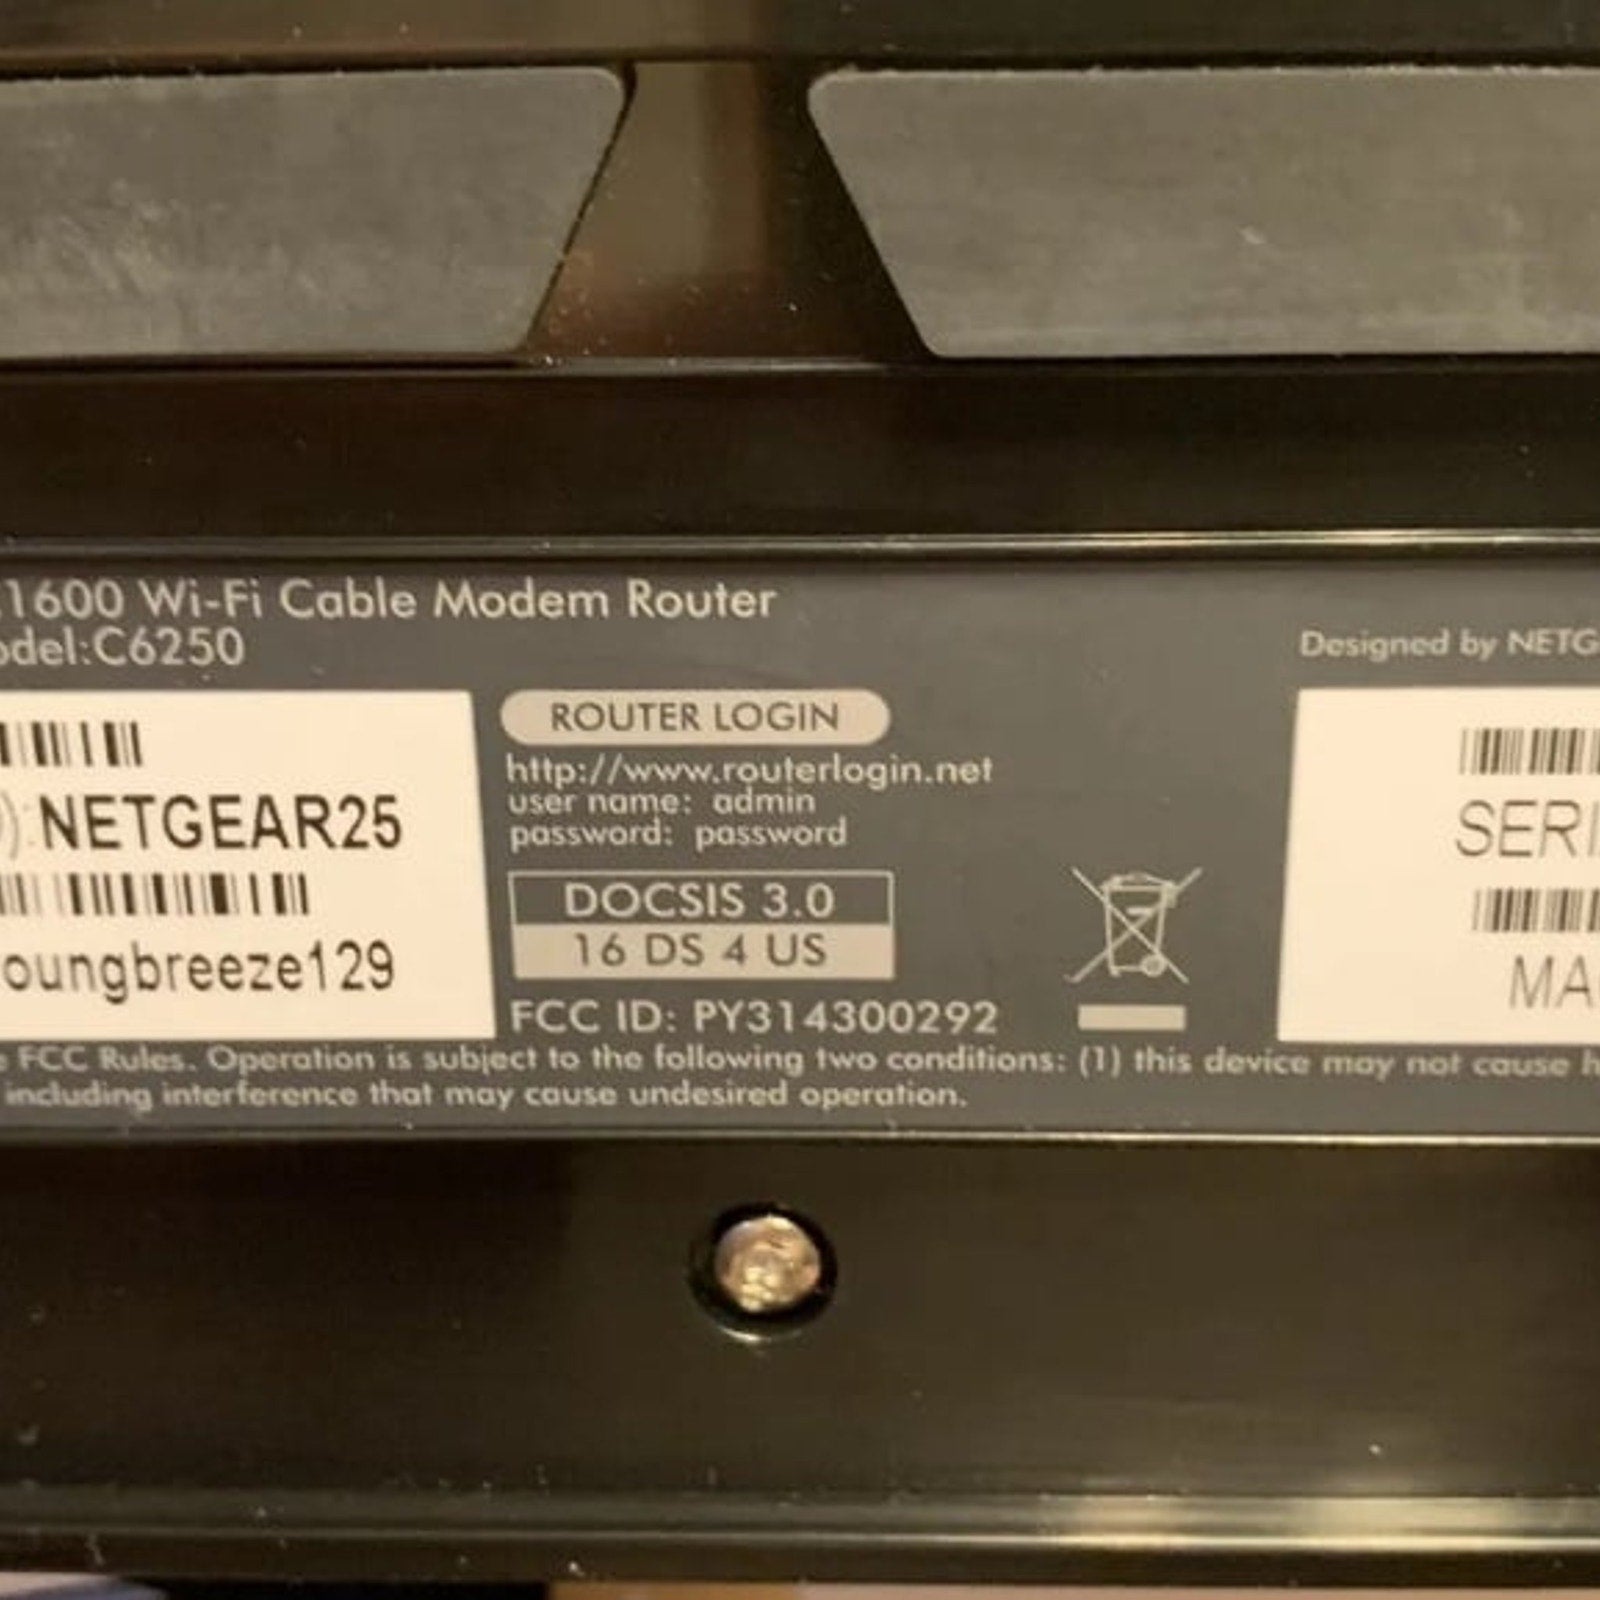 1600 Wi-Fi Cable Modem Router
odel:C6250
Designed by NETG
):NETGEAR25
oungbreeze129
ROUTER LOGIN
http://www.routerlogin.net
user name: admin
password: password
DOCSIS 3.0
16 DS 4 US
FCC ID: PY314300292
SERI
MA
FCC Rules. Operation is subject to the following two conditions: (1) this device may not cause h
including interference that may cause undesired operation.